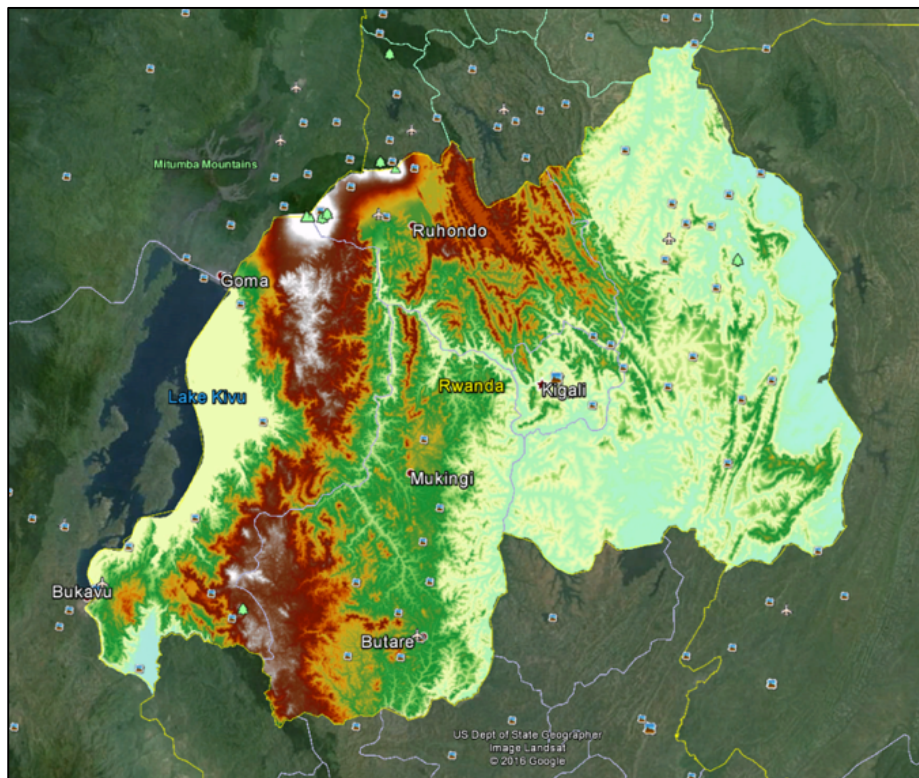 Mitumba Mountains
Ruhondo
Goma
Rwanda
Kigali
Lake Kivu
Mukingi
Bukavu
Butare
US Dept of State Geographer
Image Landsat
© 2016 Google